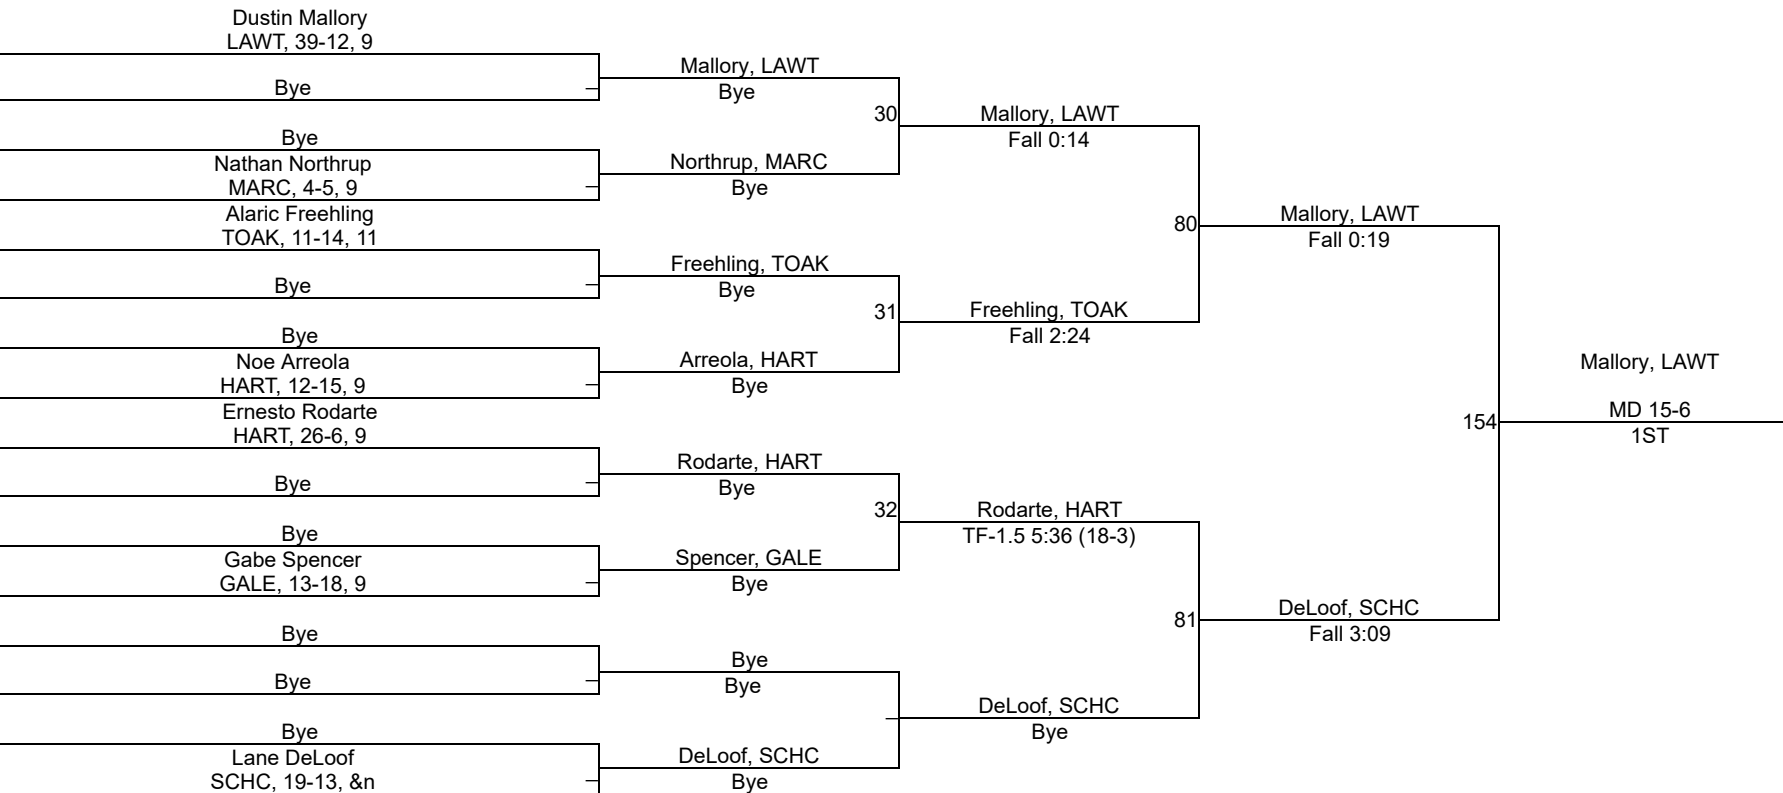 Dustin Mallory
LAWT, 39-12, 9
Bye
Bye
Nathan Northrup
MARC, 4-5, 9
Alaric Freehling
TOAK, 11-14, 11
Bye
Bye
Noe Arreola
HART, 12-15, 9
Ernesto Rodarte
HART, 26-6, 9
Bye
Bye
Gabe Spencer
GALE, 13-18, 9
Bye
Bye
Bye
Lane DeLoof
SCHC, 19-13, &n
Mallory, LAWT
Bye
Northrup, MARC
Bye
Freehling, TOAK
Bye
Arreola, HART
Bye
Rodarte, HART
Bye
Spencer, GALE
Bye
Bye
Bye
DeLoof, SCHC
Bye
30
31
32
Mallory, LAWT
Fall 0:14
Freehling, TOAK
Fall 2:24
Rodarte, HART
TF-1.5 5:36 (18-3)
DeLoof, SCHC
Bye
80
81
Mallory, LAWT
Fall 0:19
DeLoof, SCHC
Fall 3:09
154
Mallory, LAWT
MD 15-6
1ST